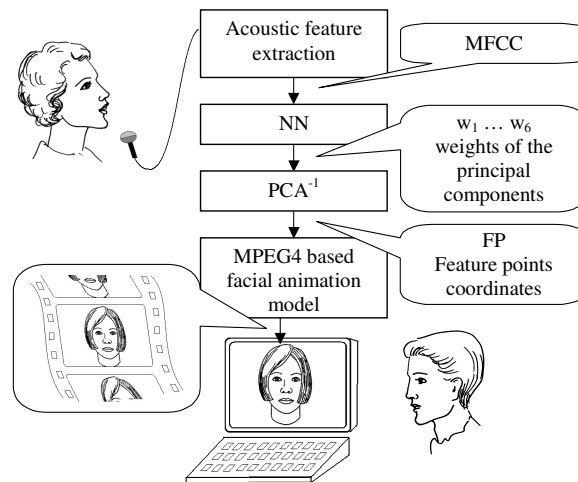 Acoustic feature
extraction
MFCC
NN
w₁ … w₆
weights of the
principal
components
PCA⁻¹
FP
Feature points
coordinates
MPEG4 based
facial animation
model